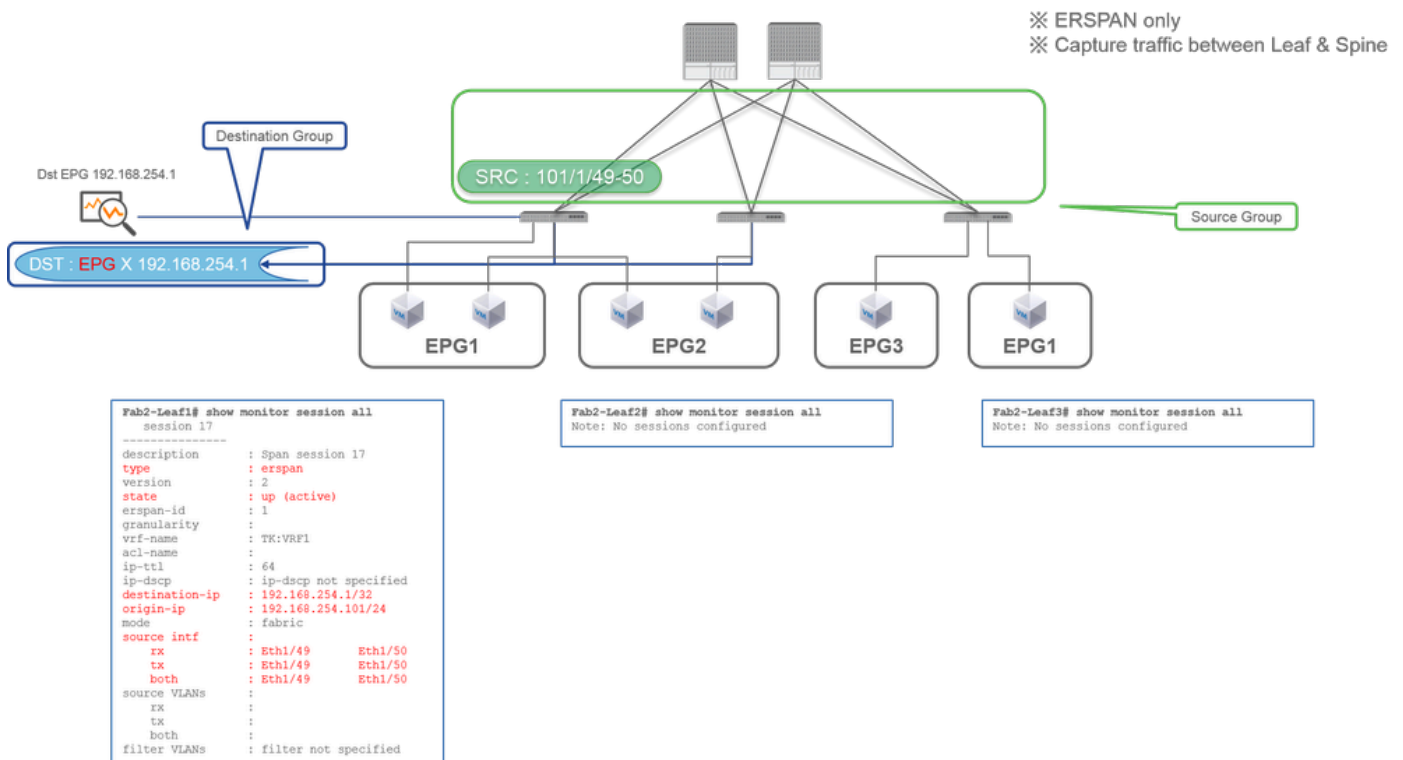 ※ ERSPAN only
※ Capture traffic between Leaf & Spine
Destination Group
Dst EPG 192.168.254.1
SRC : 101/1/49-50
Source Group
DST : EPG X 192.168.254.1
VM
VM
VM
VM
VM
VM
EPG1
EPG2
EPG3
EPG1
Fab2-Leaf1# show monitor session all
session 17
---------------
description : Span session 17
type : erspan
version : 2
state : up (active)
erspan-id : 1
granularity :
vrf-name : TK:VRF1
acl-name :
ip-ttl : 64
ip-dscp : ip-dscp not specified
destination-ip : 192.168.254.1/32
origin-ip : 192.168.254.101/24
mode : fabric
source intf :
rx : Eth1/49 Eth1/50
tx : Eth1/49 Eth1/50
both : Eth1/49 Eth1/50
source VLANs :
rx :
tx :
both :
filter VLANs : filter not specified
Fab2-Leaf2# show monitor session all
Note: No sessions configured
Fab2-Leaf3# show monitor session all
Note: No sessions configured